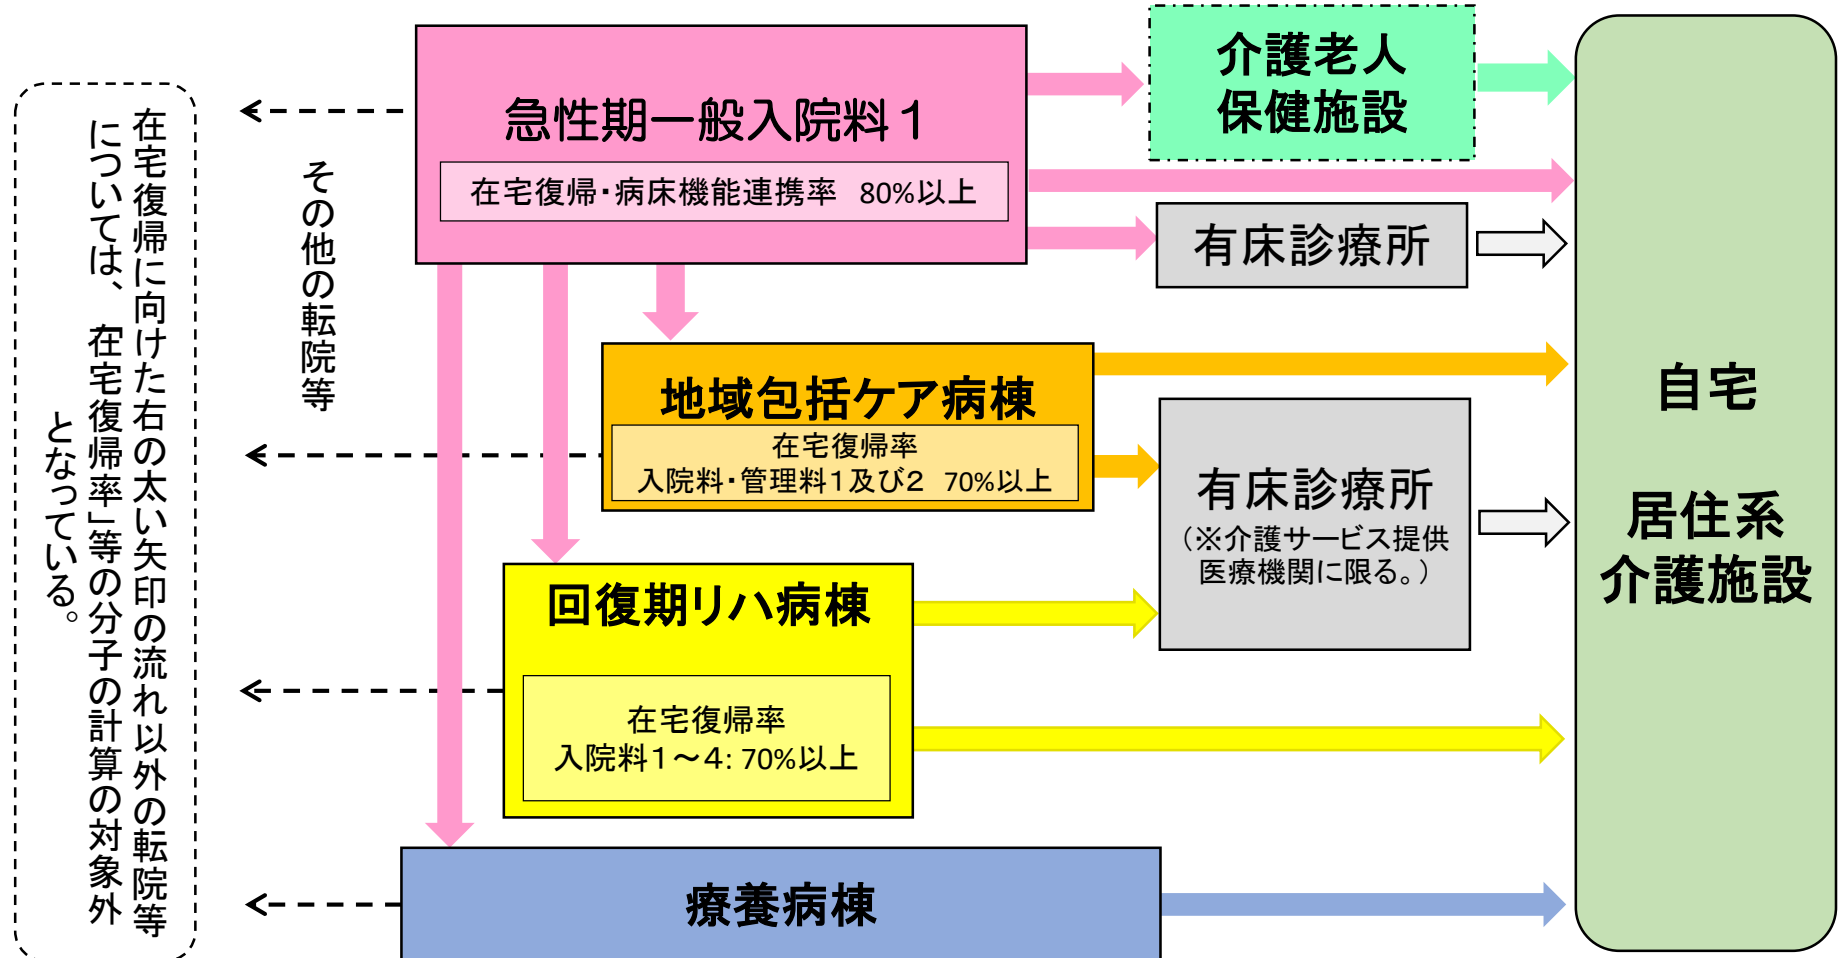 在宅復帰に向けた右の太い矢印の流れ以外の転院等
については、在宅復帰率」等の分子の計算の対象外
となっている。
その他の転院等
急性期一般入院料１
在宅復帰・病床機能連携率 80%以上
介護老人
保健施設
有床診療所
地域包括ケア病棟
在宅復帰率
入院料・管理料１及び２ 70%以上
有床診療所
（※介護サービス提供
医療機関に限る。）
回復期リハ病棟
在宅復帰率
入院料１～４: 70%以上
療養病棟
自宅
居住系
介護施設